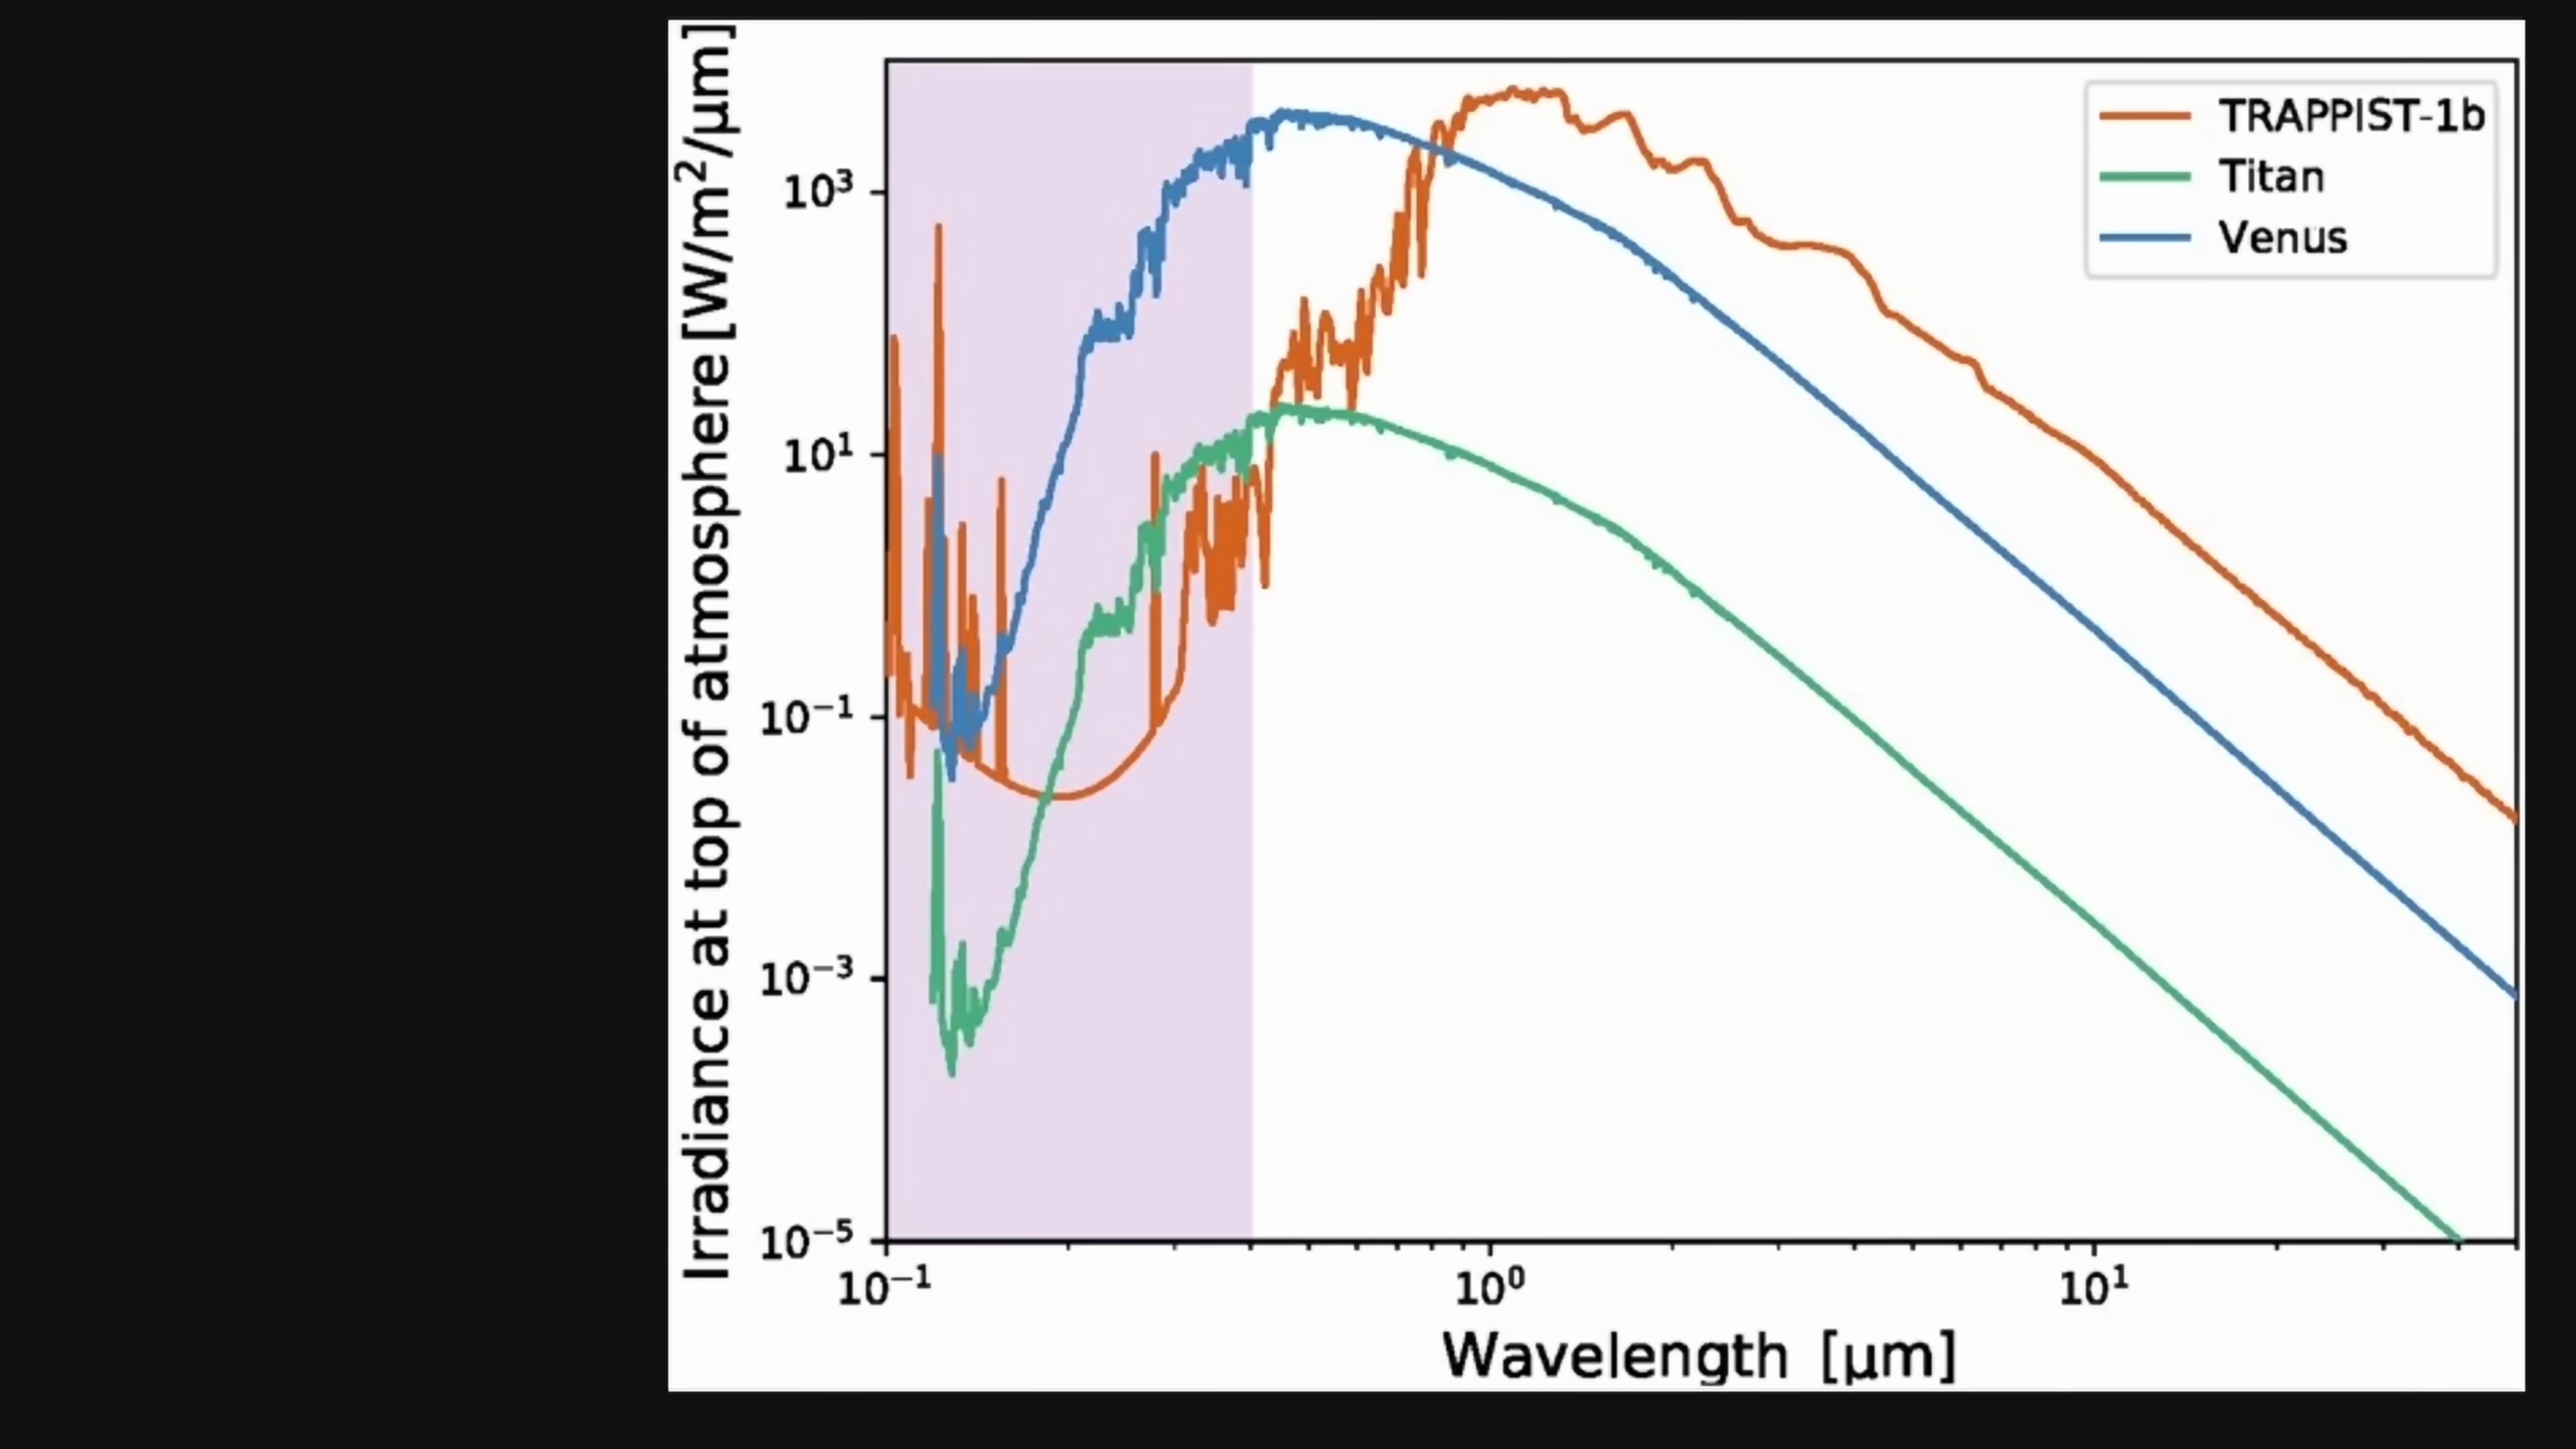 Irradiance at top of atmosphere [W/m²/μm]
10³
10¹
10⁻¹
10⁻³
10⁻⁵
10⁻¹ 10⁰ 10¹
Wavelength [μm]
TRAPPIST-1b
Titan
Venus